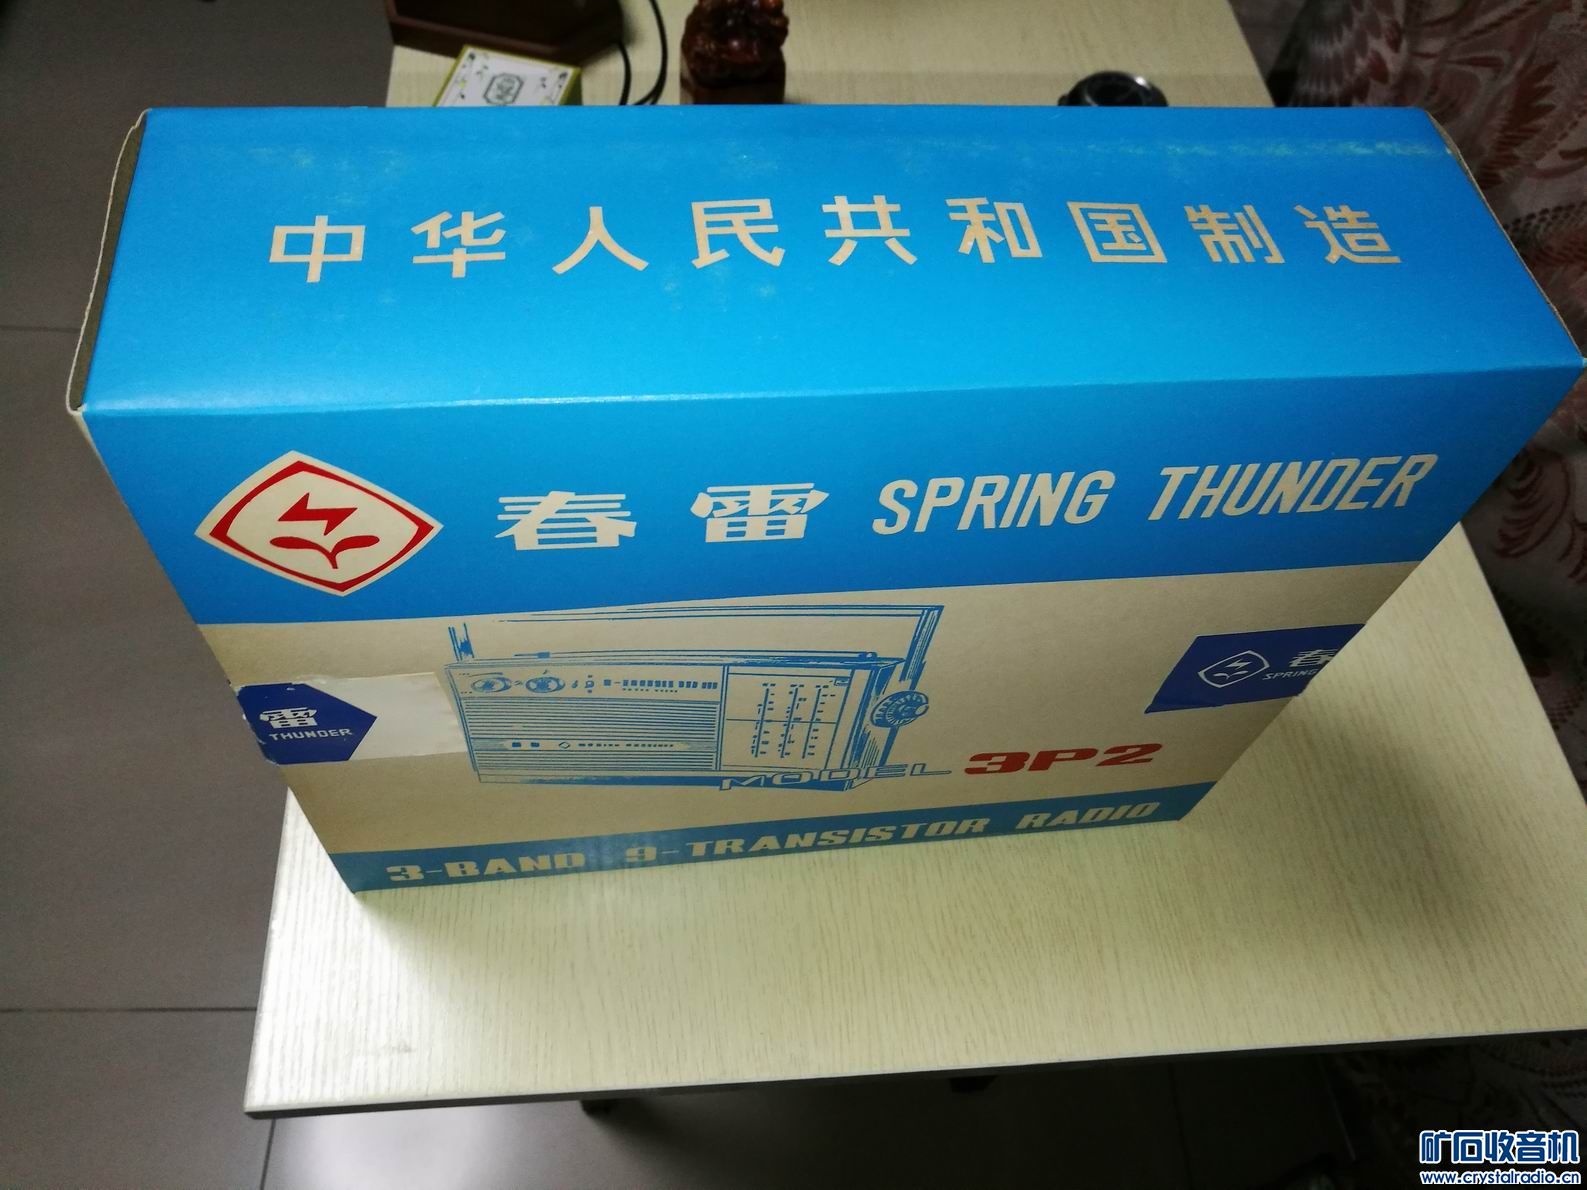 中华人民共和国制造
春雷 SPRING THUNDER
春
SPRING
雷
THUNDER
MODEL 3P2
3-BAND 9-TRANSISTOR RADIO
矿石收音机
www.crystalradio.cn